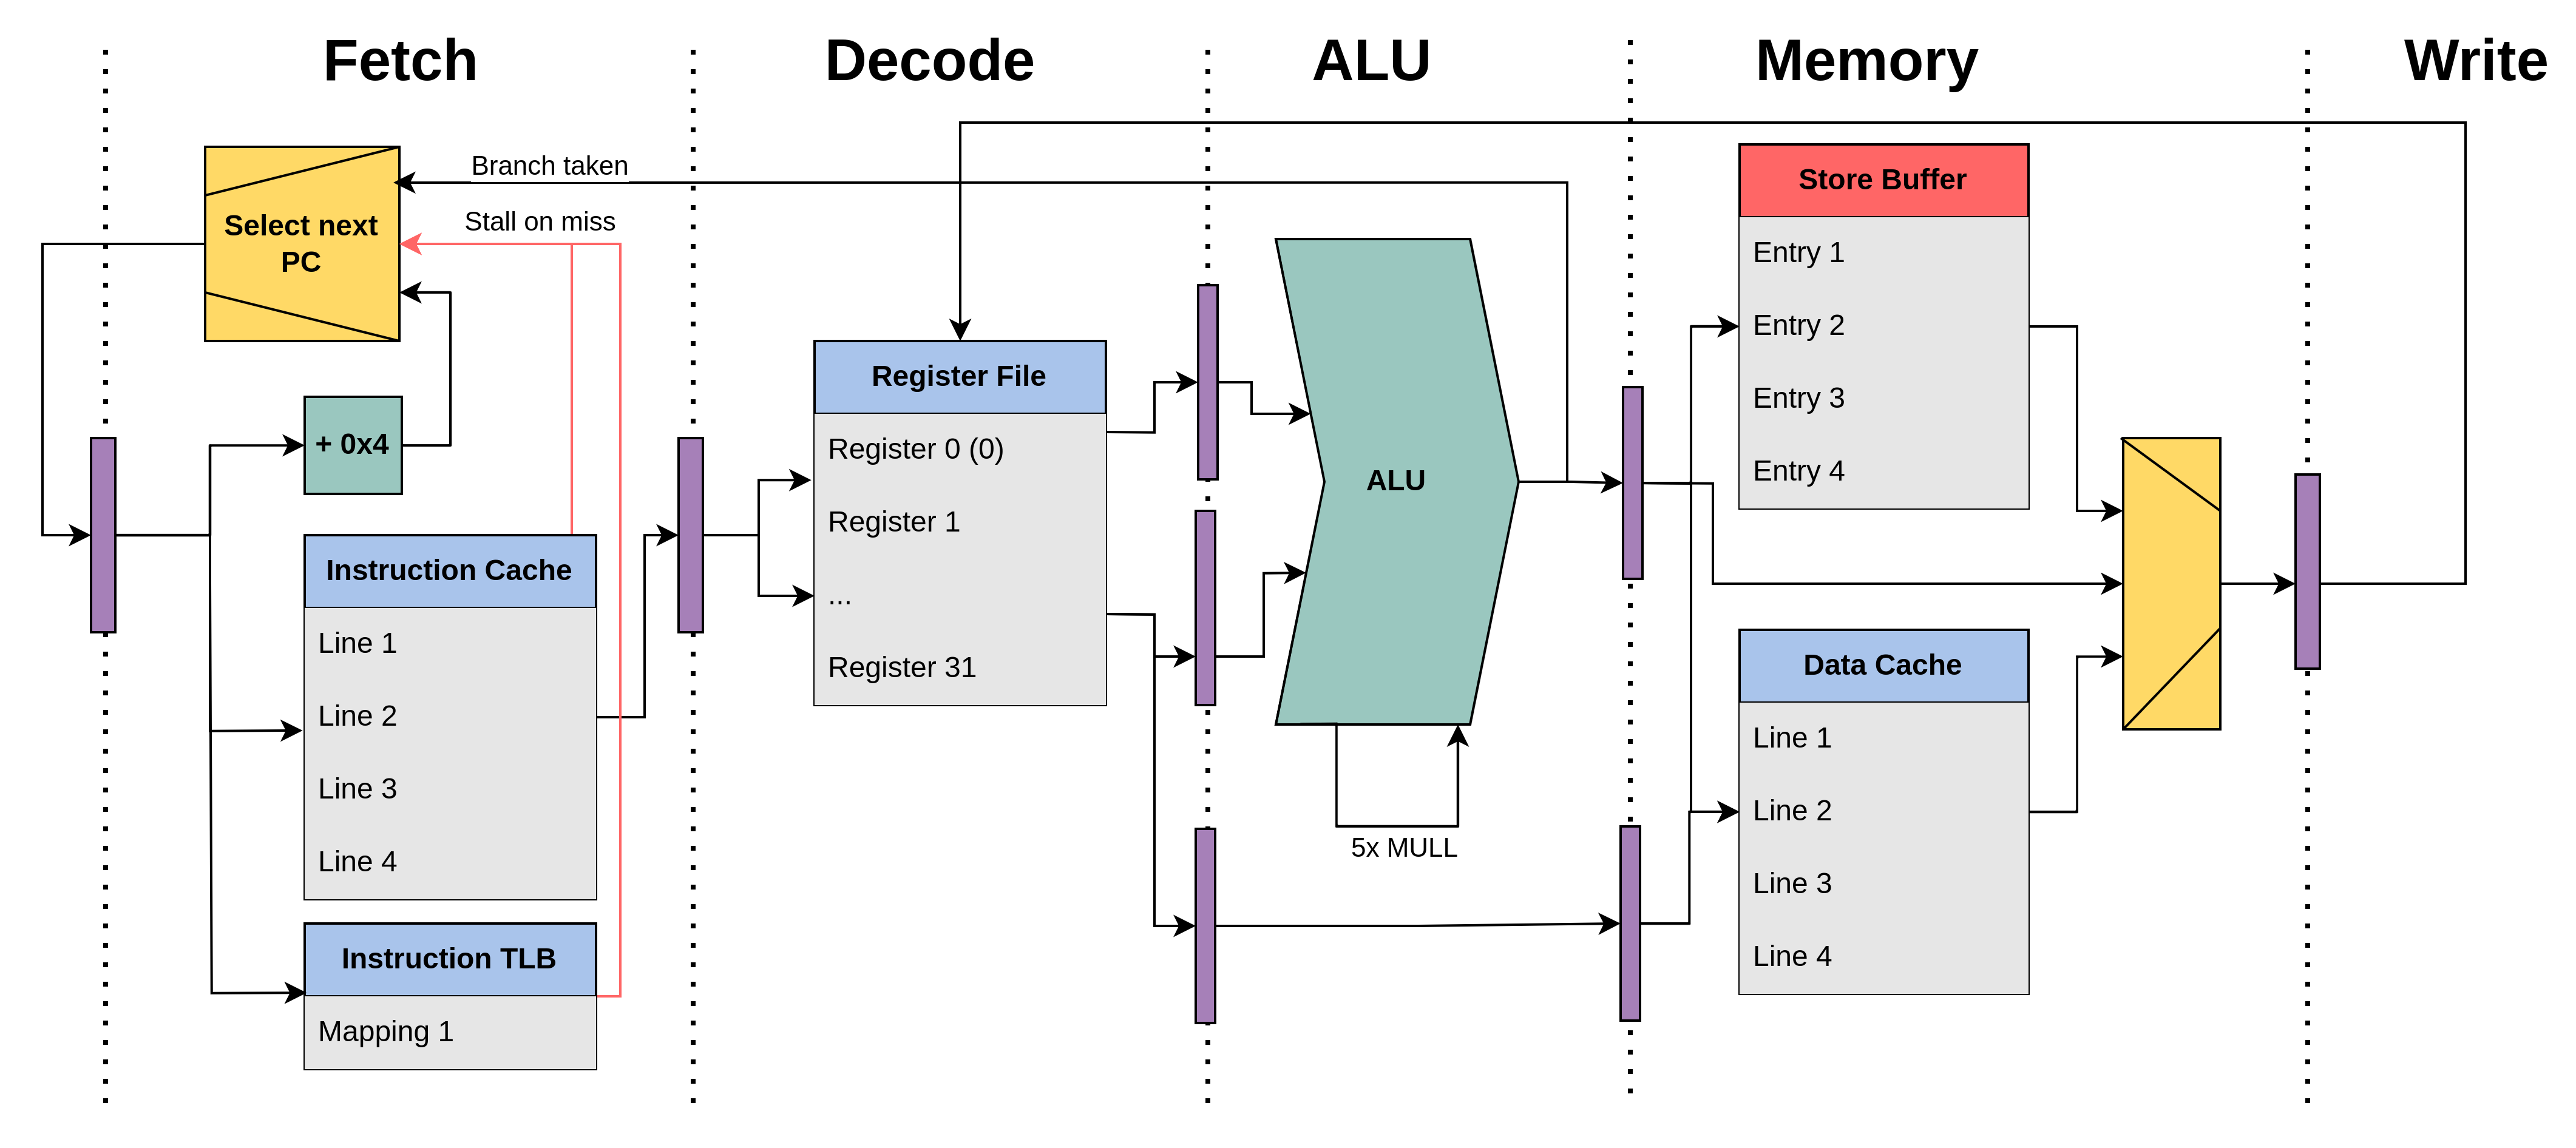 Fetch
Decode
ALU
Memory
Write
Branch taken
Stall on miss
Select next
PC
+ 0x4
Instruction Cache
Line 1
Line 2
Line 3
Line 4
Instruction TLB
Mapping 1
Register File
Register 0 (0)
Register 1
...
Register 31
ALU
5x MULL
Store Buffer
Entry 1
Entry 2
Entry 3
Entry 4
Data Cache
Line 1
Line 2
Line 3
Line 4